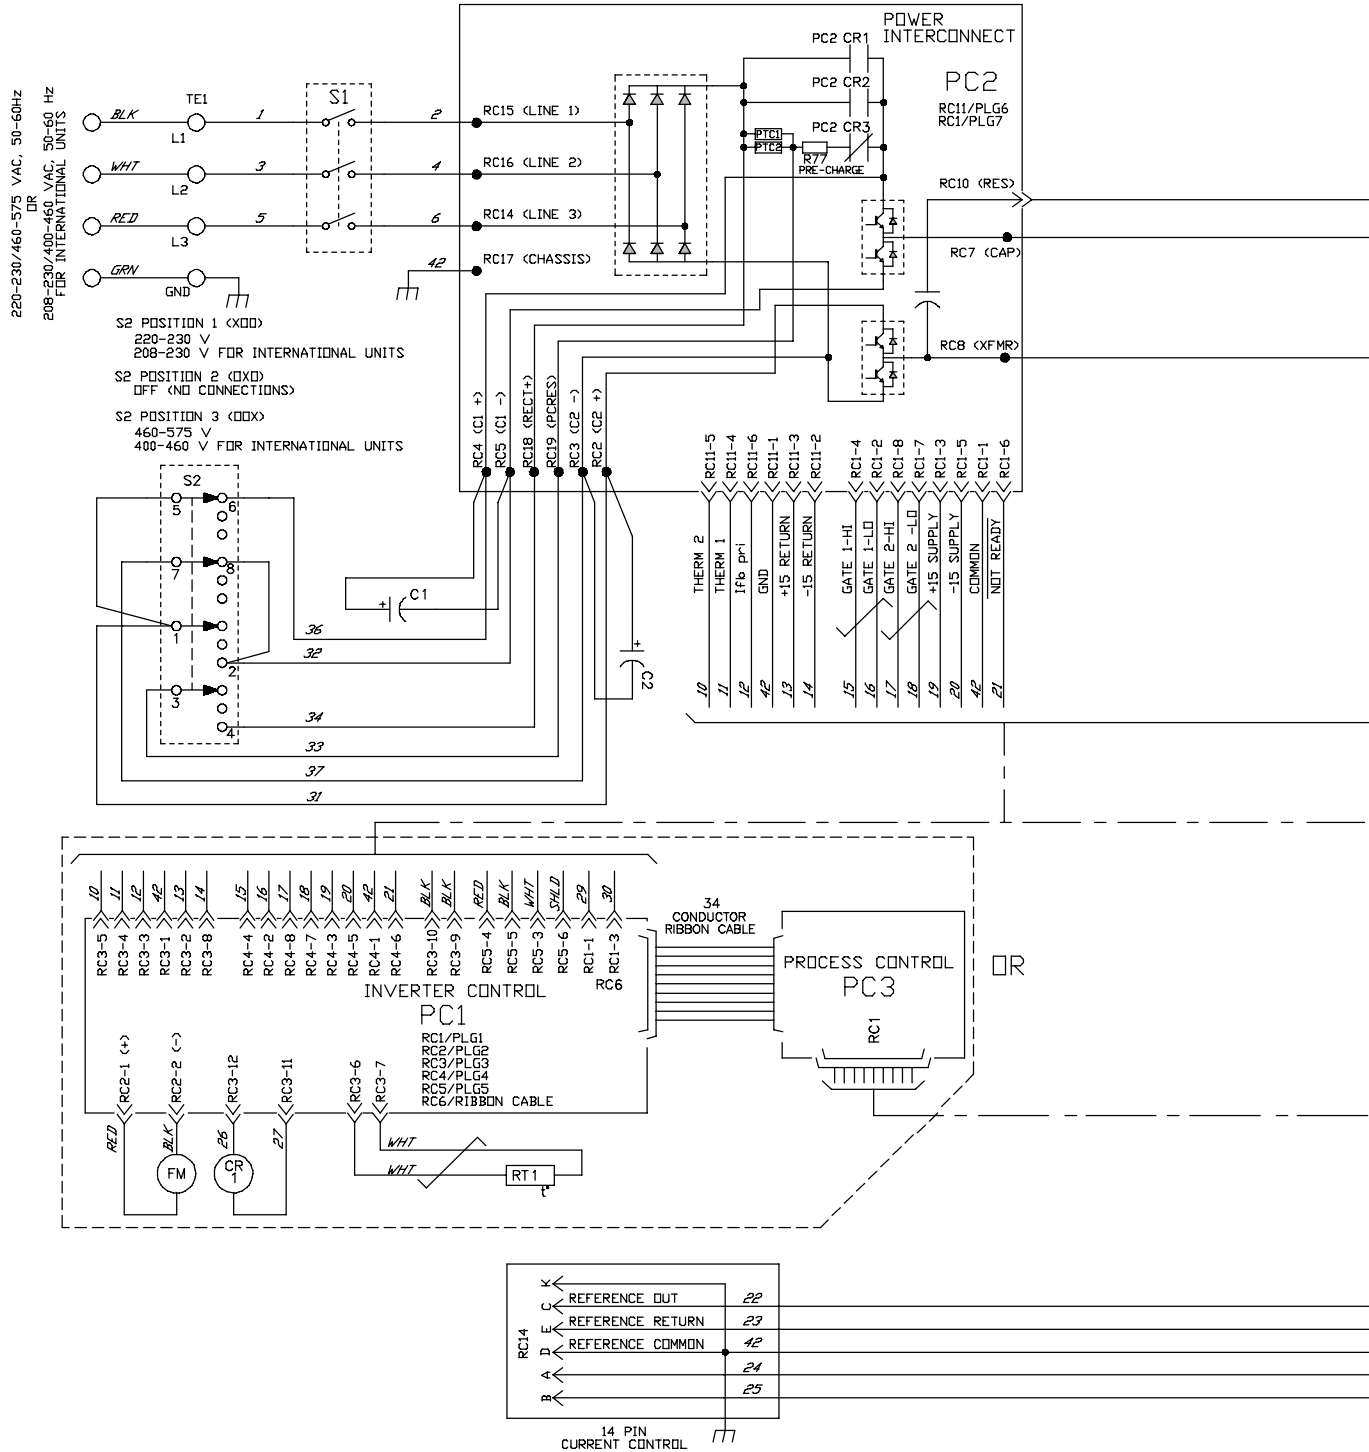 220-230/460-575 VAC, 50-60Hz
OR
208-230/400-460 VAC, 50-60 Hz
FOR INTERNATIONAL UNITS
BLK
TE1
L1
1
S1
2
RC15 (LINE 1)
WHT
L2
3
4
RC16 (LINE 2)
RED
L3
5
6
RC14 (LINE 3)
GRN
GND
42
RC17 (CHASSIS)
POWER
INTERCONNECT
PC2
RC11/PLG6
RC1/PLG7
PC2 CR1
PC2 CR2
PC2 CR3
PTC1
PTC2
R77
PRE-CHARGE
RC10 (RES)
RC7 (CAP)
RC8 (XFMR)
S2 POSITION 1 (XOO)
220-230 V
208-230 V FOR INTERNATIONAL UNITS
S2 POSITION 2 (OXO)
OFF (NO CONNECTIONS)
S2 POSITION 3 (OOX)
460-575 V
400-460 V FOR INTERNATIONAL UNITS
RC4 (C1 +)
RC5 (C1 -)
RC18 (RECT+)
RC19 (PCRES)
RC3 (C2 -)
RC2 (C2 +)
RC11-5
RC11-4
RC11-6
RC11-1
RC11-3
RC11-2
RC1-4
RC1-2
RC1-8
RC1-7
RC1-3
RC1-5
RC1-1
RC1-6
THERM 2
THERM 1
Ifb pri
GND
+15 RETURN
-15 RETURN
GATE 1-HI
GATE 1-LO
GATE 2-HI
GATE 2 -LO
+15 SUPPLY
-15 SUPPLY
COMMON
NOT READY
10
11
12
42
13
14
15
16
17
18
19
20
42
21
S2
5
6
7
8
1
2
3
4
+
C1
+
C2
36
32
34
33
37
31
10
11
12
42
13
14
15
16
17
18
19
20
42
21
BLK
BLK
RED
BLK
WHT
SHLD
29
30
RC3-5
RC3-4
RC3-3
RC3-1
RC3-2
RC3-8
RC4-4
RC4-2
RC4-8
RC4-7
RC4-3
RC4-5
RC4-1
RC4-6
RC3-10
RC3-9
RC5-4
RC5-5
RC5-3
RC5-6
RC1-1
RC1-3
RC6
34
CONDUCTOR
RIBBON CABLE
INVERTER CONTROL
PC1
RC1/PLG1
RC2/PLG2
RC3/PLG3
RC4/PLG4
RC5/PLG5
RC6/RIBBON CABLE
PROCESS CONTROL
PC3
RC1
OR
RC2-1 (+)
RC2-2 (-)
RC3-12
RC3-11
RC3-6
RC3-7
RED
BLK
26
27
WHT
WHT
FM
CR
1
RT1
t°
RC14
K
C
REFERENCE OUT
22
E
REFERENCE RETURN
23
D
REFERENCE COMMON
42
A
24
B
25
14 PIN
CURRENT CONTROL